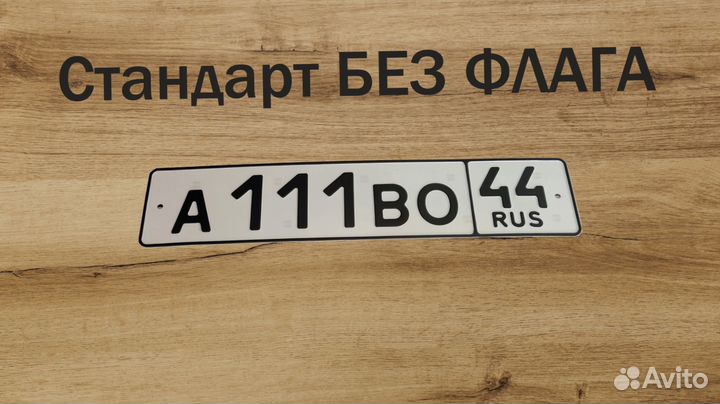 Стандарт БЕЗ ФЛАГА
А 111 ВО 44
RUS
Avito